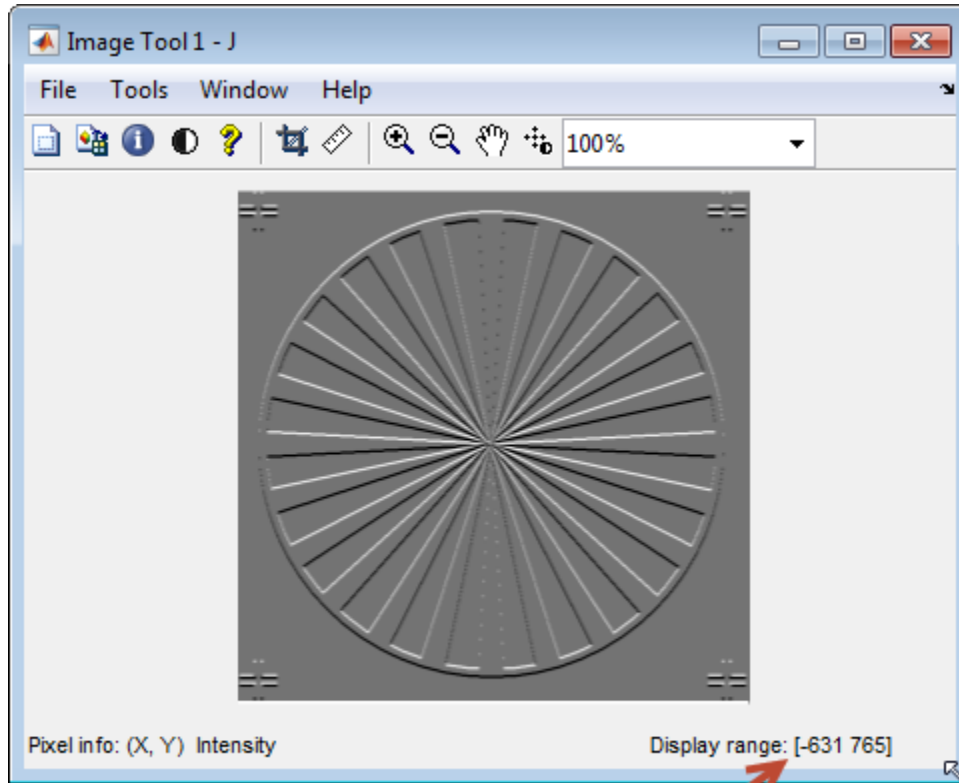 Image Tool 1 - J
File Tools Window Help
100%
Pixel info: (X, Y) Intensity
Display range: [-631 765]